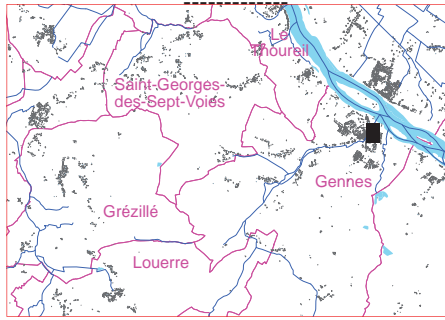 Le
Thoureil
Saint-Georges-
des-Sept-Voies
Gennes
Grézillé
Louerre